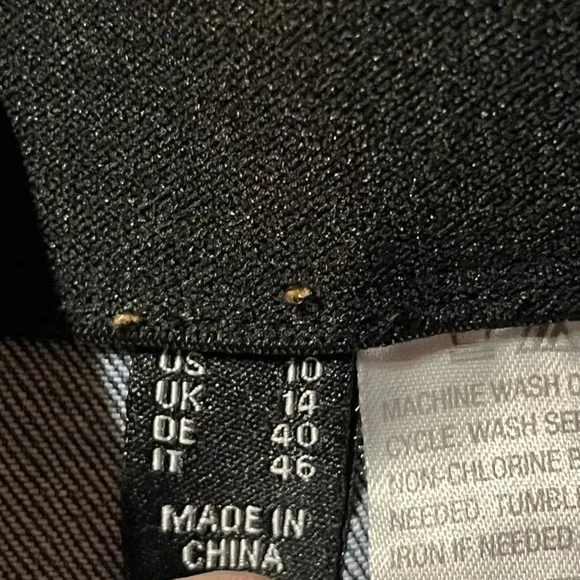 US 10
UK 14
DE 40
IT 46
MADE IN
CHINA
MACHINE WASH
CYCLE. WASH
NON-CHLORINE
NEEDED. TUMBL
IRON IF NEEDED.